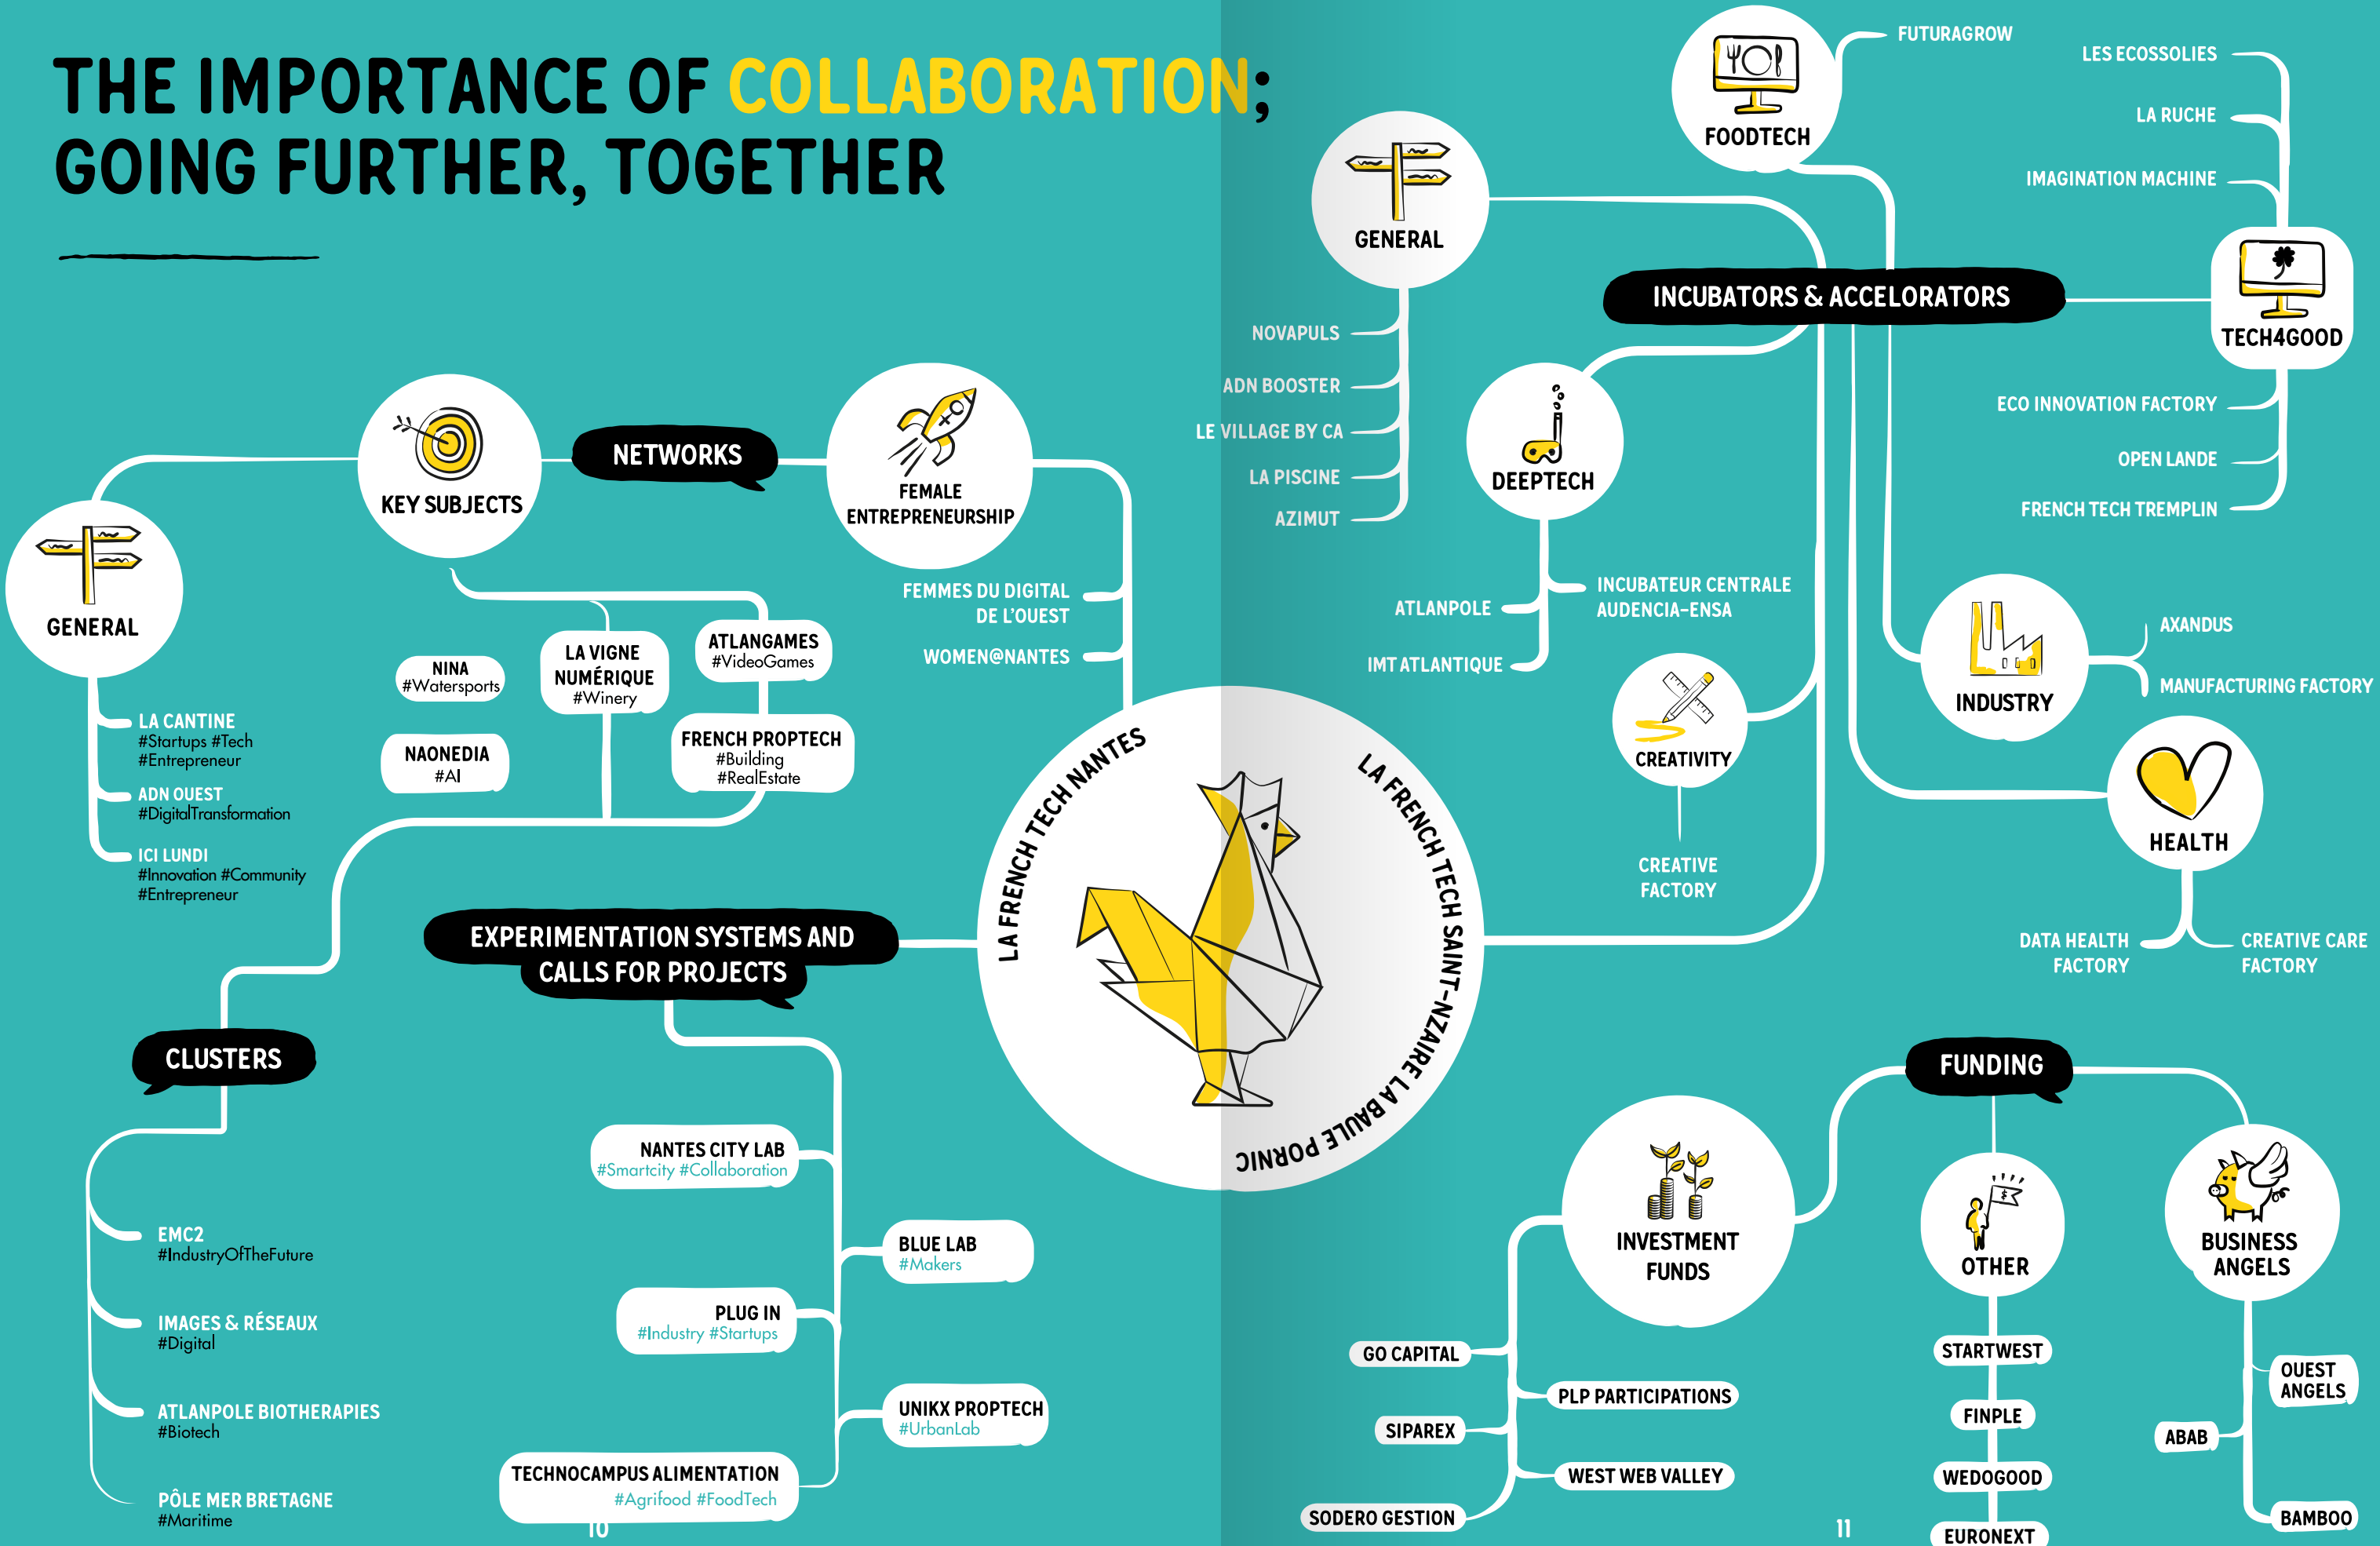 THE IMPORTANCE OF COLLABORATION;
GOING FURTHER, TOGETHER
NETWORKS
KEY SUBJECTS
FEMALE
ENTREPRENEURSHIP
GENERAL
LA CANTINE
#Startups #Tech
#Entrepreneur
ADN OUEST
#DigitalTransformation
ICI LUNDI
#Innovation #Community
#Entrepreneur
NINA
#Watersports
NAONEDIA
#AI
LA VIGNE
NUMÉRIQUE
#Winery
ATLANGAMES
#VideoGames
FRENCH PROPTECH
#Building
#RealEstate
FEMMES DU DIGITAL
DE L'OUEST
WOMEN@NANTES
EXPERIMENTATION SYSTEMS AND
CALLS FOR PROJECTS
NANTES CITY LAB
#Smartcity #Collaboration
BLUE LAB
#Makers
PLUG IN
#Industry #Startups
UNIKX PROPTECH
#UrbanLab
TECHNOCAMPUS ALIMENTATION
#Agrifood #FoodTech
CLUSTERS
EMC2
#IndustryOfTheFuture
IMAGES & RÉSEAUX
#Digital
ATLANPOLE BIOTHERAPIES
#Biotech
PÔLE MER BRETAGNE
#Maritime
10
LA FRENCH TECH NANTES
LA FRENCH TECH SAINT-NZAIRE LA BAULE PORNIC
INCUBATORS & ACCELORATORS
GENERAL
NOVAPULS
ADN BOOSTER
LE VILLAGE BY CA
LA PISCINE
AZIMUT
FOODTECH
FUTURAGROW
LES ECOSSOLIES
LA RUCHE
IMAGINATION MACHINE
TECH4GOOD
ECO INNOVATION FACTORY
OPEN LANDE
FRENCH TECH TREMPLIN
DEEPTECH
INCUBATEUR CENTRALE
AUDENCIA-ENSA
ATLANPOLE
IMT ATLANTIQUE
CREATIVITY
CREATIVE
FACTORY
INDUSTRY
AXANDUS
MANUFACTURING FACTORY
HEALTH
DATA HEALTH
FACTORY
CREATIVE CARE
FACTORY
FUNDING
INVESTMENT
FUNDS
GO CAPITAL
PLP PARTICIPATIONS
SIPAREX
WEST WEB VALLEY
SODERO GESTION
OTHER
STARTWEST
FINPLE
WEDOGOOD
EURONEXT
BUSINESS
ANGELS
OUEST
ANGELS
ABAB
BAMBOO
11